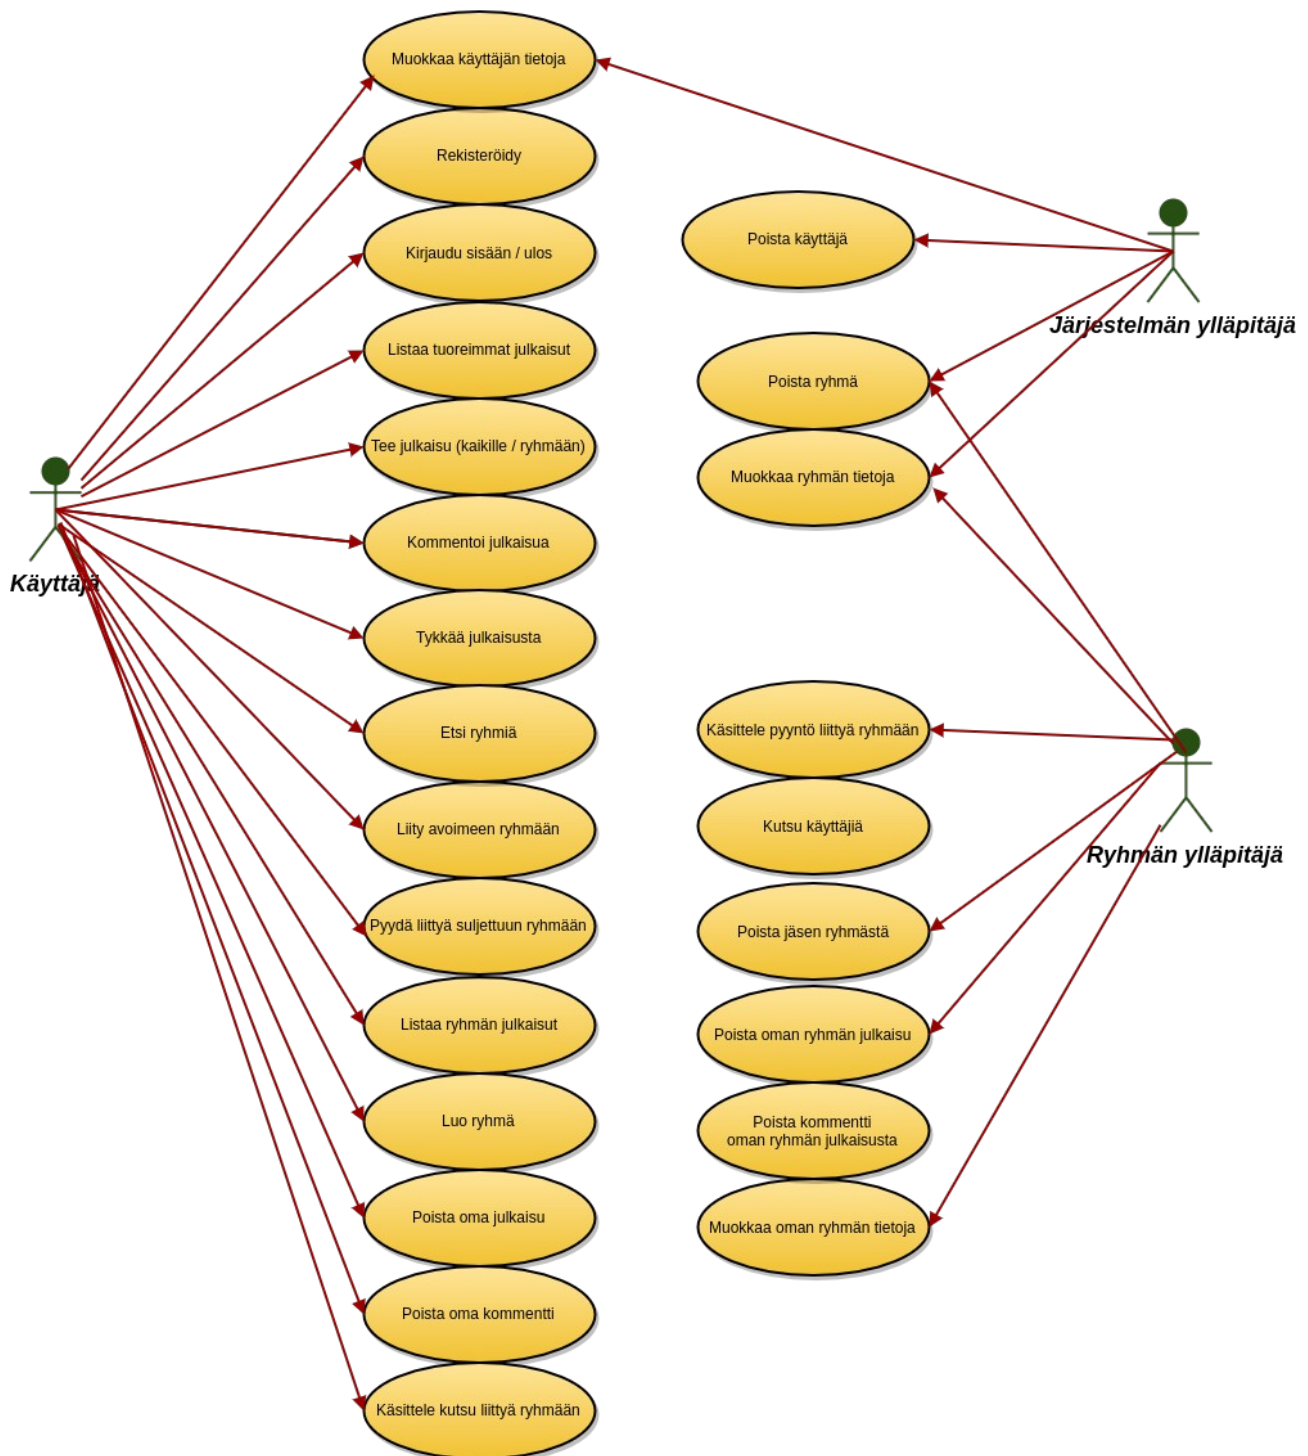 Muokkaa käyttäjän tietoja
Rekisteröidy
Kirjaudu sisään / ulos
Listaa tuoreimmat julkaisut
Tee julkaisu (kaikille / ryhmään)
Kommentoi julkaisua
Tykkää julkaisusta
Etsi ryhmiä
Liity avoimeen ryhmään
Pyydä liittyä suljettuun ryhmään
Listaa ryhmän julkaisut
Luo ryhmä
Poista oma julkaisu
Poista oma kommentti
Käsittele kutsu liittyä ryhmään
Käyttäjä
Poista käyttäjä
Poista ryhmä
Muokkaa ryhmän tietoja
Käsittele pyyntö liittyä ryhmään
Kutsu käyttäjiä
Poista jäsen ryhmästä
Poista oman ryhmän julkaisu
Poista kommentti
oman ryhmän julkaisusta
Muokkaa oman ryhmän tietoja
Järjestelmän ylläpitäjä
Ryhmän ylläpitäjä